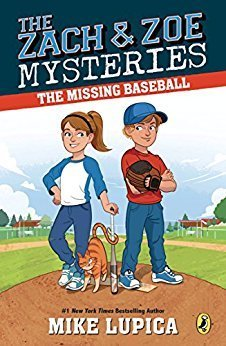 THE
ZACH & ZOE
MYSTERIES
THE MISSING BASEBALL
#1 New York Times Bestselling Author
MIKE LUPICA